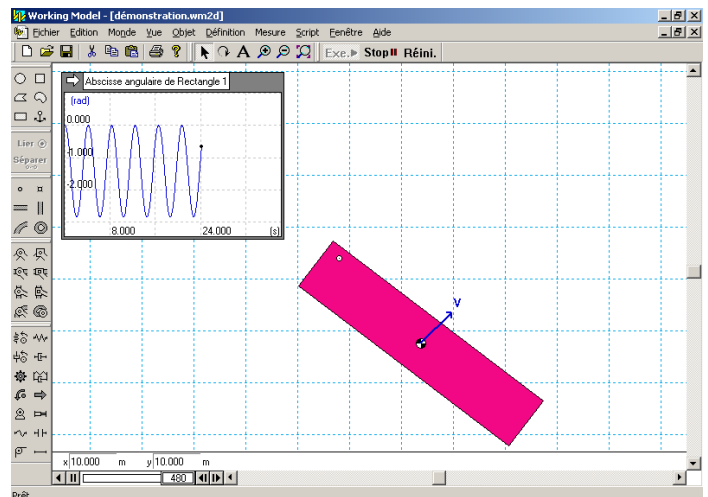 Working Model - [démonstration.wm2d]
Eichier Edition Monde Vue Objet Définition Mesure Script Fenêtre Aide
A ? Exe. Stop Réini.
Abscisse angulaire de Rectangle 1
(rad)
0.000
-1.000
-2.000
8.000 24.000 (s)
Lier
Séparer
V
x 10.000 m y 10.000 m
480
Prêt